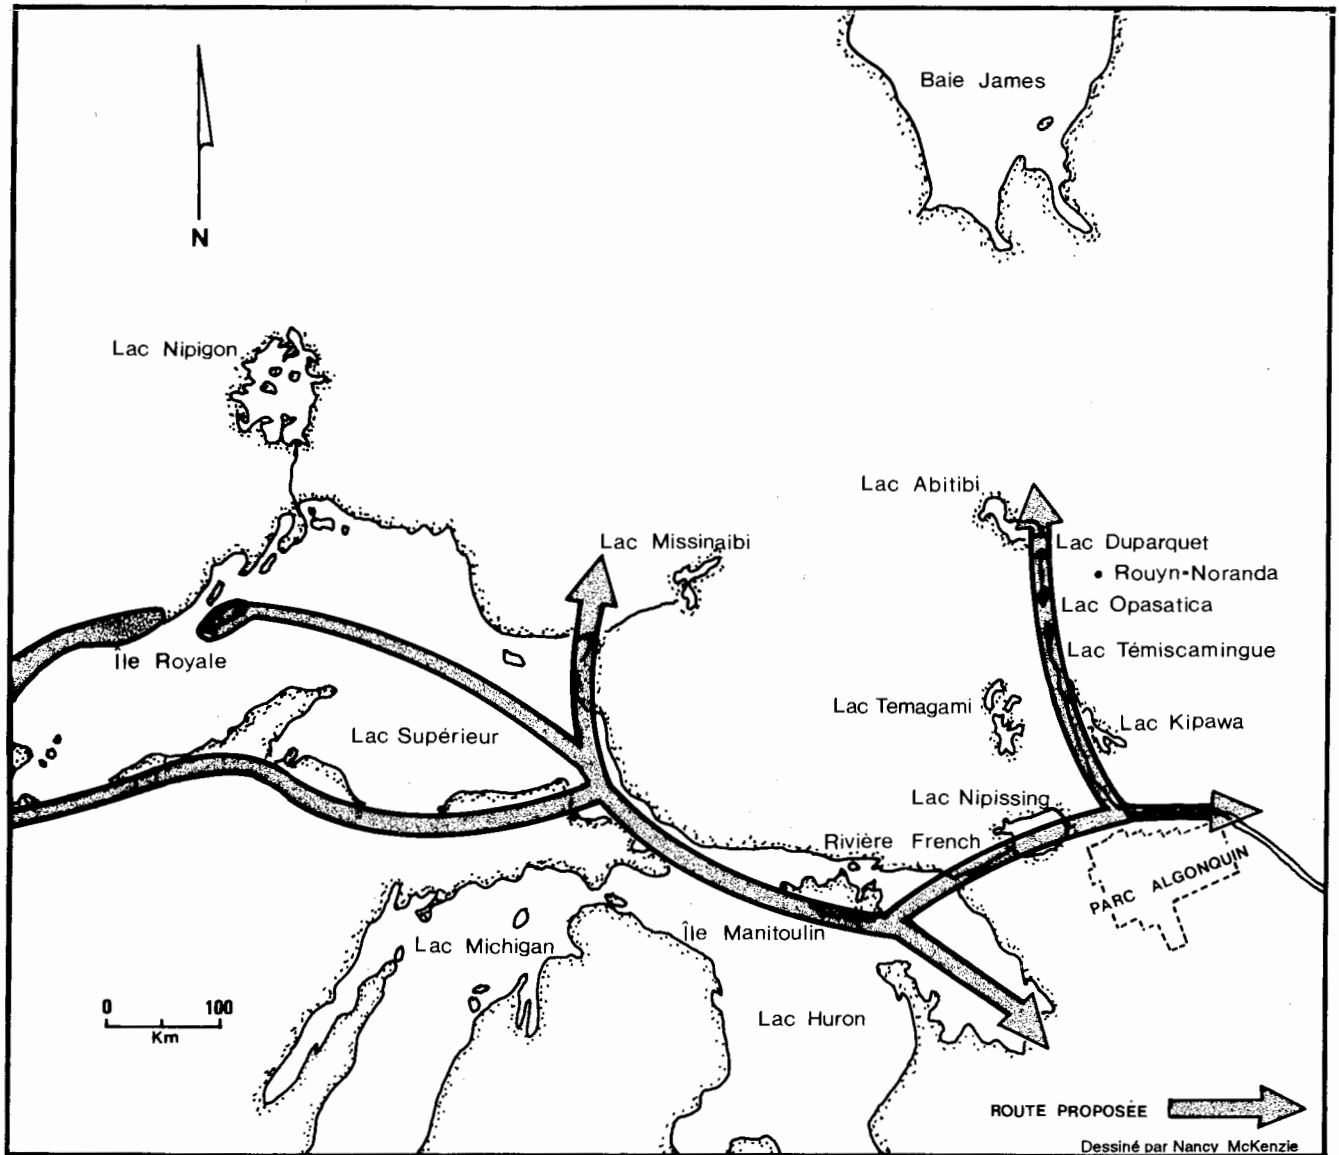 Baie James
N
Lac Nipigon
Lac Abitibi
Lac Missinaibi
Lac Duparquet
Rouyn-Noranda
Lac Opasatica
Île Royale
Lac Témiscamingue
Lac Temagami
Lac Kipawa
Lac Supérieur
Lac Nipissing
Rivière French
PARC ALGONQUIN
Île Manitoulin
Lac Michigan
0 100
Km
Lac Huron
ROUTE PROPOSÉE
Dessiné par Nancy McKenzie